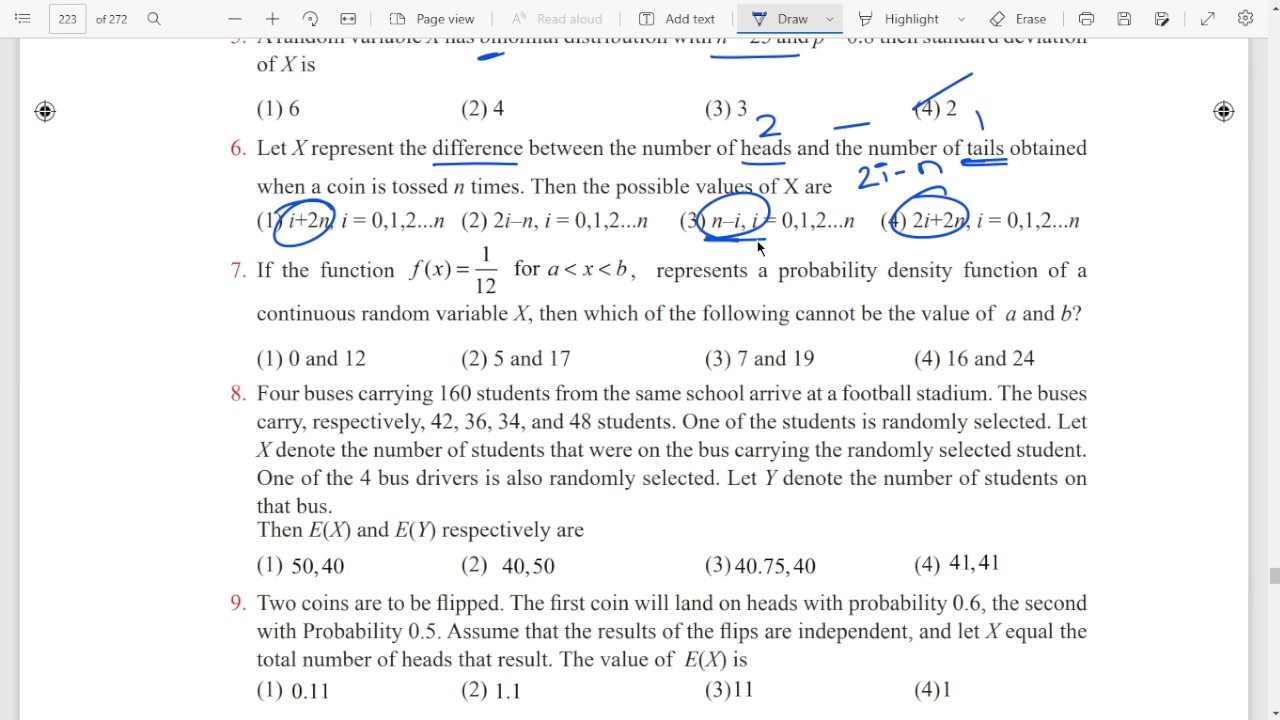 223 of 272 Page view Read aloud Add text Draw Highlight Erase
of X is
(1) 6 (2) 4 (3) 3 (4) 2
2 — 1
6. Let X represent the difference between the number of heads and the number of tails obtained
2i-n
when a coin is tossed n times. Then the possible values of X are
(1) i+2n, i = 0,1,2...n (2) 2i–n, i = 0,1,2...n (3) n–i, i = 0,1,2...n (4) 2i+2n, i = 0,1,2...n
7. If the function f(x) = 1/12 for a < x < b, represents a probability density function of a
continuous random variable X, then which of the following cannot be the value of a and b?
(1) 0 and 12 (2) 5 and 17 (3) 7 and 19 (4) 16 and 24
8. Four buses carrying 160 students from the same school arrive at a football stadium. The buses
carry, respectively, 42, 36, 34, and 48 students. One of the students is randomly selected. Let
X denote the number of students that were on the bus carrying the randomly selected student.
One of the 4 bus drivers is also randomly selected. Let Y denote the number of students on
that bus.
Then E(X) and E(Y) respectively are
(1) 50,40 (2) 40,50 (3) 40.75,40 (4) 41,41
9. Two coins are to be flipped. The first coin will land on heads with probability 0.6, the second
with Probability 0.5. Assume that the results of the flips are independent, and let X equal the
total number of heads that result. The value of E(X) is
(1) 0.11 (2) 1.1 (3) 11 (4) 1